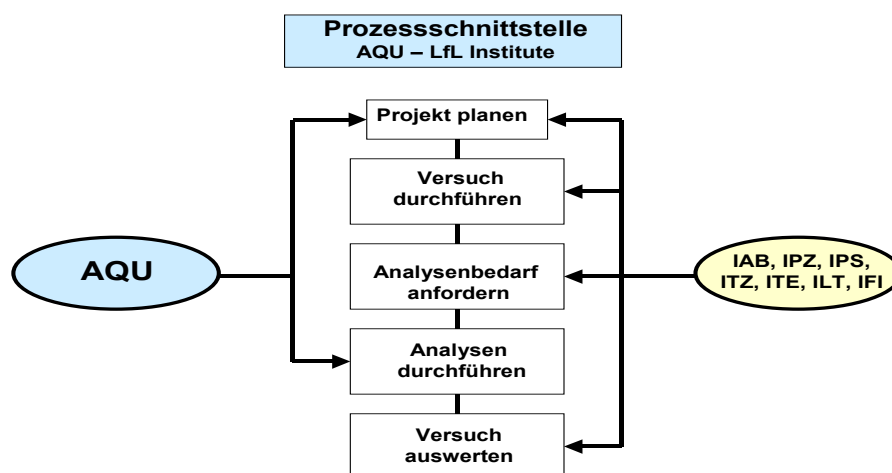 Prozessschnittstelle
AQU – LfL Institute
Projekt planen
Versuch
durchführen
AQU
Analysenbedarf
anfordern
IAB, IPZ, IPS,
ITZ, ITE, ILT, IFI
Analysen
durchführen
Versuch
auswerten